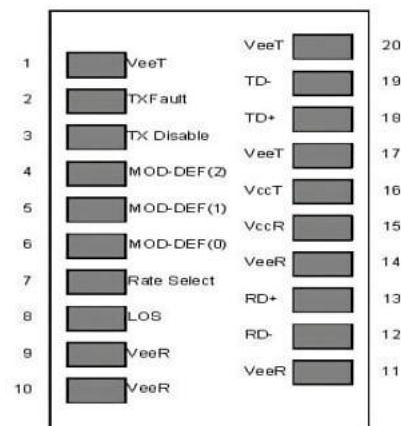 1 VeeT
2 TXFault
3 TX Disable
4 MOD-DEF(2)
5 MOD-DEF(1)
6 MOD-DEF(0)
7 Rate Select
8 LOS
9 VeeR
10 VeeR
VeeT 20
TD- 19
TD+ 18
VeeT 17
VccT 16
VccR 15
VeeR 14
RD+ 13
RD- 12
VeeR 11